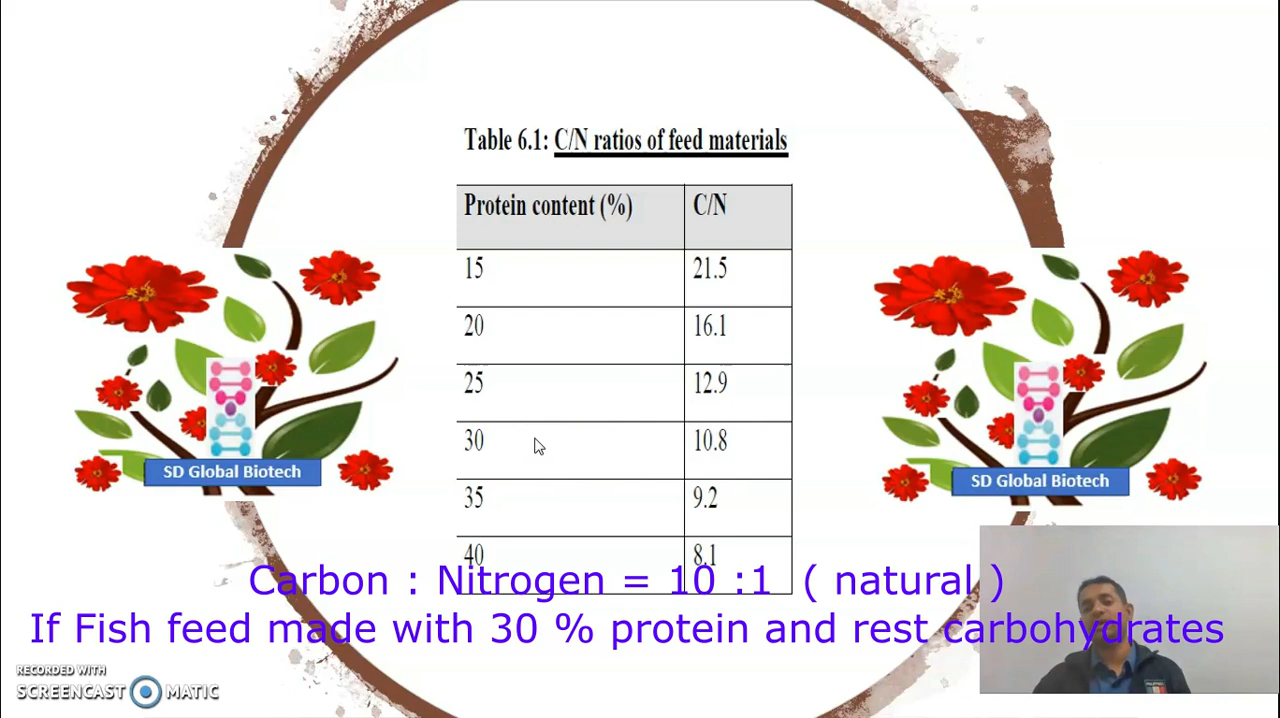 Table 6.1: C/N ratios of feed materials
Protein content (%) C/N
15 21.5
20 16.1
25 12.9
30 10.8
35 9.2
40 8.1
SD Global Biotech
SD Global Biotech
Carbon : Nitrogen = 10 :1 ( natural )
If Fish feed made with 30 % protein and rest carbohydrates
RECORDED WITH
SCREENCAST MATIC